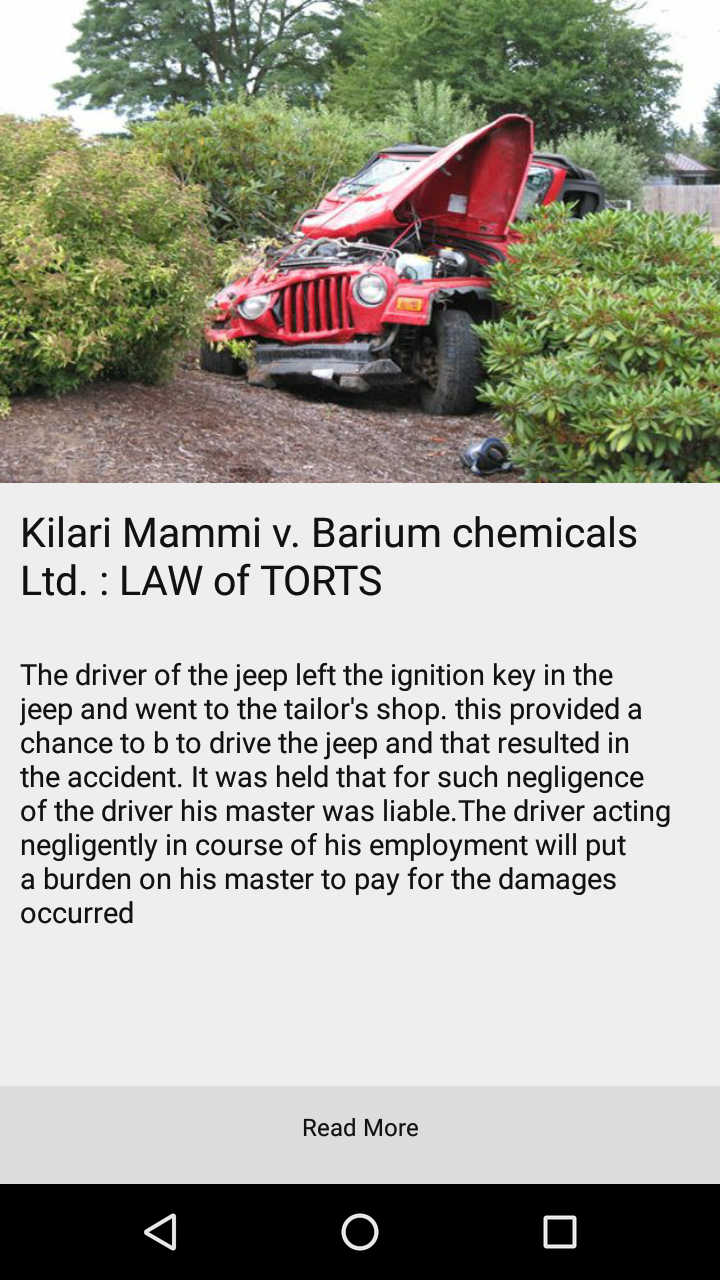 Kilari Mammi v. Barium chemicals
Ltd. : LAW of TORTS
The driver of the jeep left the ignition key in the
jeep and went to the tailor's shop. this provided a
chance to b to drive the jeep and that resulted in
the accident. It was held that for such negligence
of the driver his master was liable.The driver acting
negligently in course of his employment will put
a burden on his master to pay for the damages
occurred
Read More